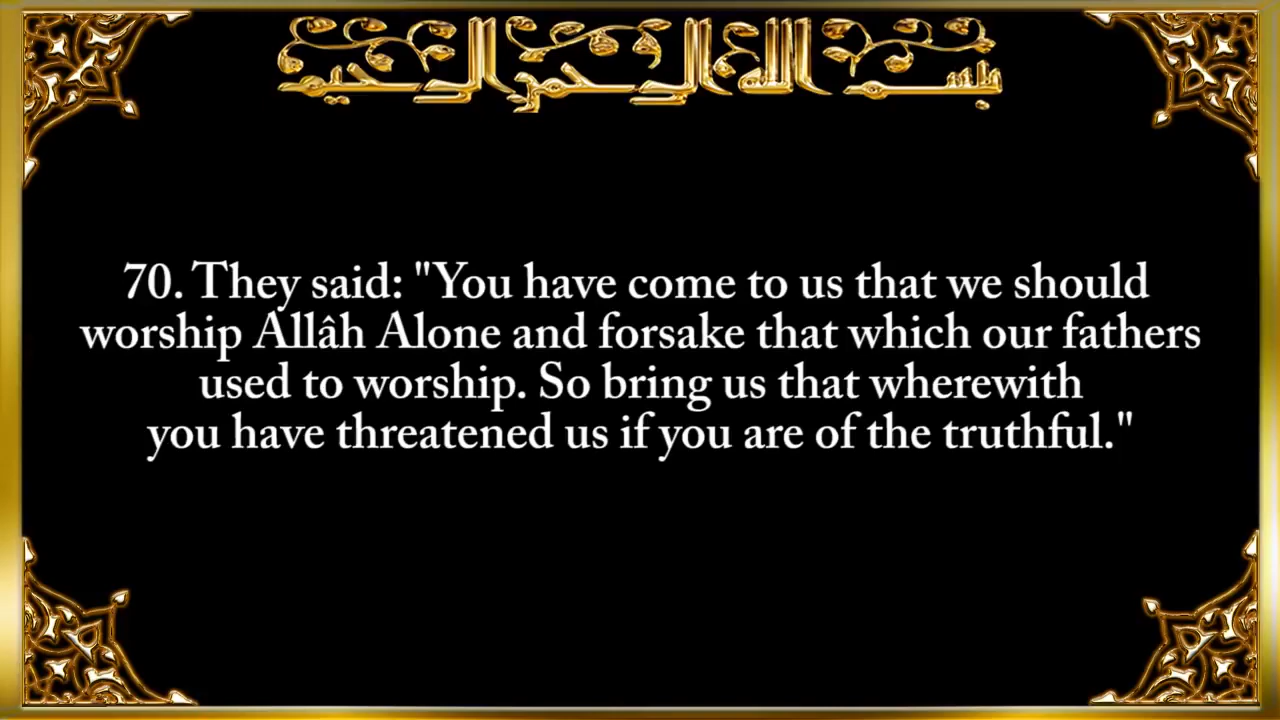 بسم الله الرحمن الرحيم
70. They said: "You have come to us that we should
worship Allâh Alone and forsake that which our fathers
used to worship. So bring us that wherewith
you have threatened us if you are of the truthful."